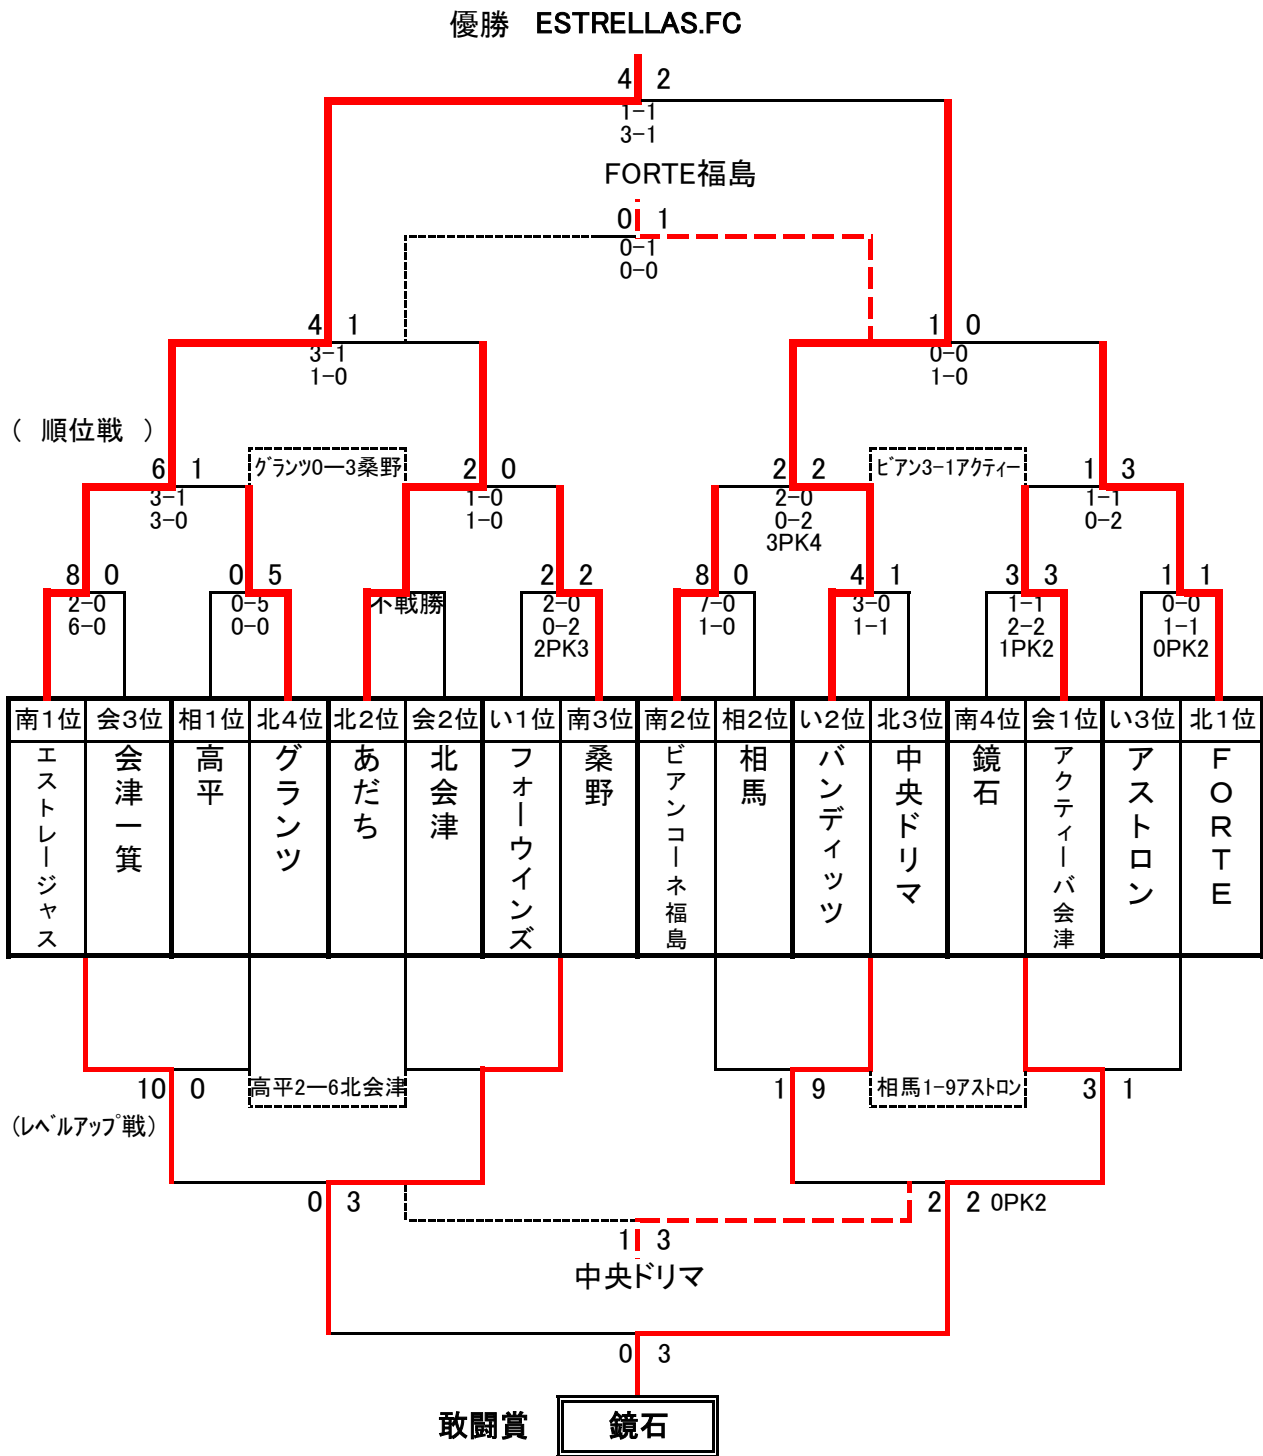 優勝 ESTRELLAS.FC
4 2
1-1
3-1
FORTE福島
0 1
0-1
0-0
4 1
3-1
1-0
1 0
0-0
1-0
( 順位戦 )
6 1
3-1
3-0
グランツ0ー3桑野
2 0
1-0
1-0
2 2
2-0
0-2
3PK4
ビアン3-1アクティー
1 3
1-1
0-2
8 0
2-0
6-0
0 5
0-5
0-0
不戦勝
2 2
2-0
0-2
2PK3
8 0
7-0
1-0
4 1
3-0
1-1
3 3
1-1
2-2
1PK2
1 1
0-0
1-1
0PK2
南1位 会3位 相1位 北4位 北2位 会2位 い1位 南3位 南2位 相2位 い2位 北3位 南4位 会1位 い3位 北1位
エストレージャス
会津一箕
高平
グランツ
あだち
北会津
フォーウインズ
桑野
ビアンコーネ福島
相馬
バンディッツ
中央ドリマ
鏡石
アクティーバ会津
アストロン
FORTE
10 0
高平2ー6北会津
1 9
相馬1-9アストロン
3 1
(レベルアップ戦)
0 3
2 2 0PK2
1 3
中央ドリマ
0 3
敢闘賞 鏡石